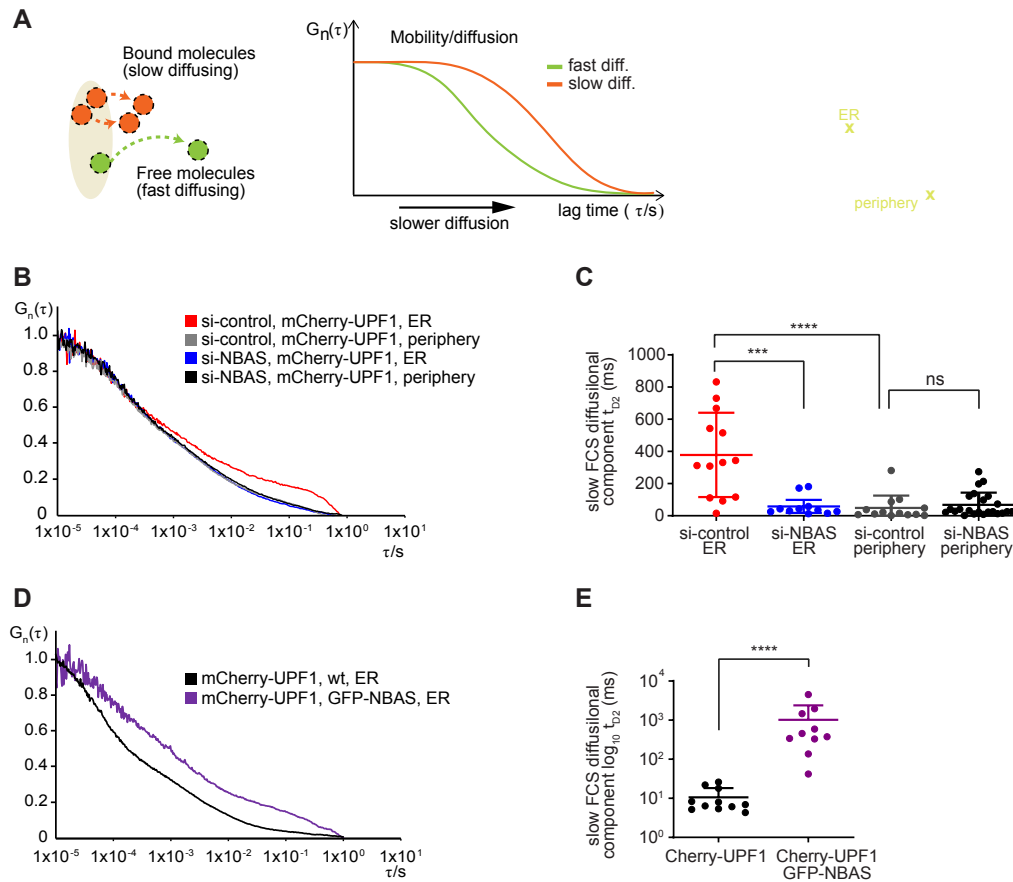 A
Bound molecules
(slow diffusing)
Free molecules
(fast diffusing)
Gn(τ)
Mobility/diffusion
fast diff.
slow diff.
lag time ( τ/s)
slower diffusion
ER
x
periphery x
B
Gn(τ)
si-control, mCherry-UPF1, ER
si-control, mCherry-UPF1, periphery
si-NBAS, mCherry-UPF1, ER
si-NBAS, mCherry-UPF1, periphery
1.0
0.8
0.6
0.4
0.2
0
1x10⁻⁵ 1x10⁻⁴ 1x10⁻³ 1x10⁻² 1x10⁻¹ 1x10⁰ 1x10¹
τ/s
C
****
***
ns
slow FCS diffusilonal
component tD2 (ms)
1000
800
600
400
200
0
si-control
ER
si-NBAS
ER
si-control
periphery
si-NBAS
periphery
D
Gn(τ)
mCherry-UPF1, wt, ER
mCherry-UPF1, GFP-NBAS, ER
1.0
0.8
0.6
0.4
0.2
0
1x10⁻⁵ 1x10⁻⁴ 1x10⁻³ 1x10⁻² 1x10⁻¹ 1x10⁰ 1x10¹
τ/s
E
****
slow FCS diffusilonal
component log10 tD2 (ms)
10⁵
10⁴
10³
10²
10¹
10⁰
Cherry-UPF1
Cherry-UPF1
GFP-NBAS